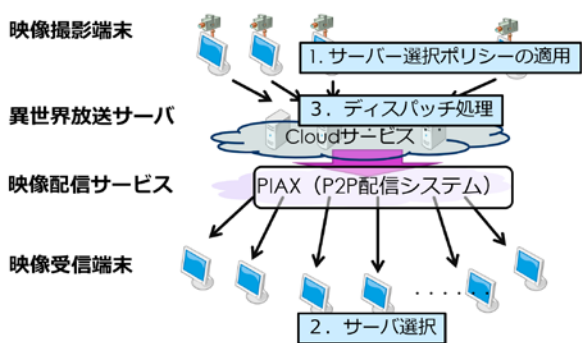 映像撮影端末
1. サーバー選択ポリシーの適用
異世界放送サーバ
3. ディスパッチ処理
Cloudサービス
映像配信サービス
PIAX（P2P配信システム）
映像受信端末
......
2. サーバ選択